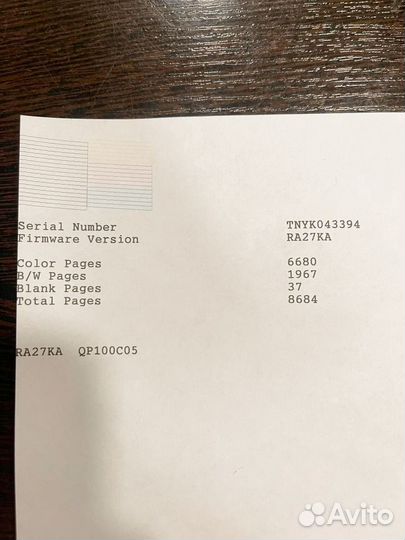 Serial Number TNYK043394
Firmware Version RA27KA
Color Pages 6680
B/W Pages 1967
Blank Pages 37
Total Pages 8684
RA27KA QP100C05
Avito